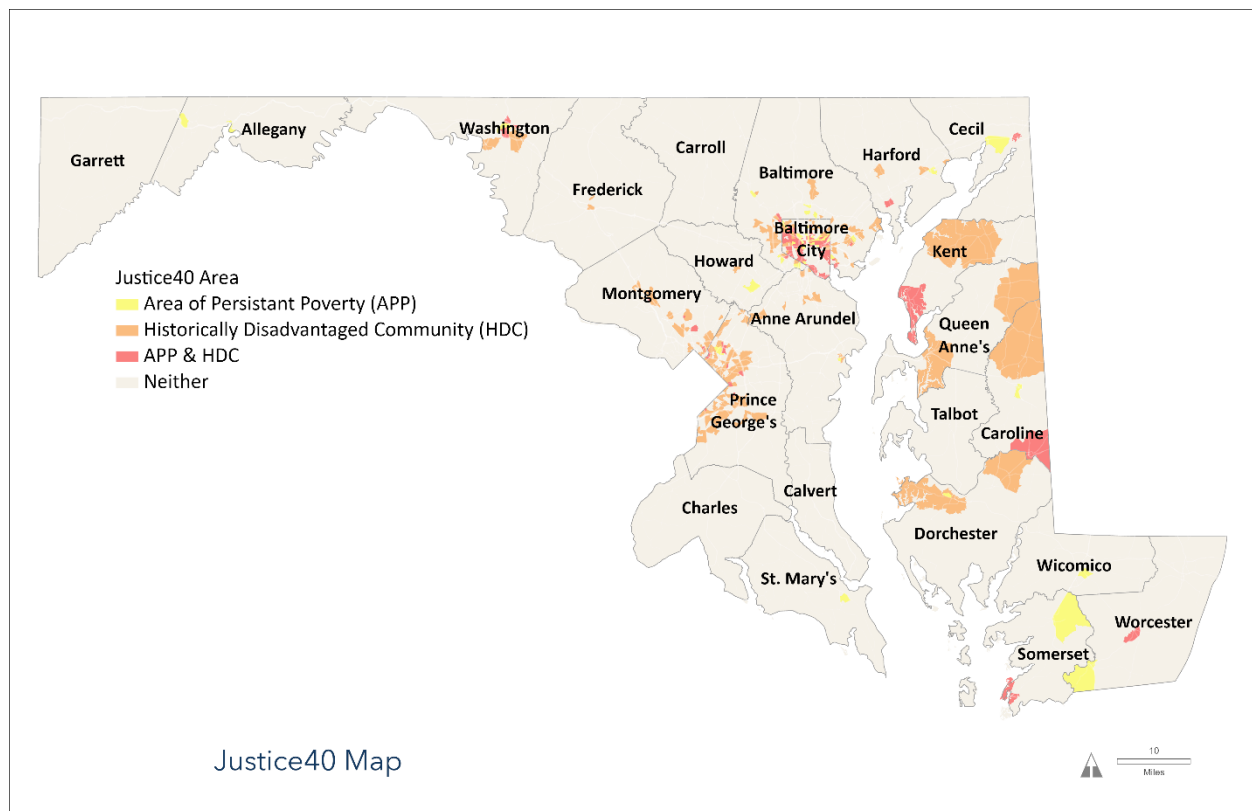 Garrett
Allegany
Washington
Frederick
Carroll
Baltimore
Harford
Cecil
Baltimore
City
Howard
Montgomery
Anne Arundel
Kent
Queen
Anne's
Prince
George's
Talbot
Caroline
Charles
Calvert
Dorchester
St. Mary's
Wicomico
Worcester
Somerset
Justice40 Area
Area of Persistant Poverty (APP)
Historically Disadvantaged Community (HDC)
APP & HDC
Neither
Justice40 Map
10
Miles